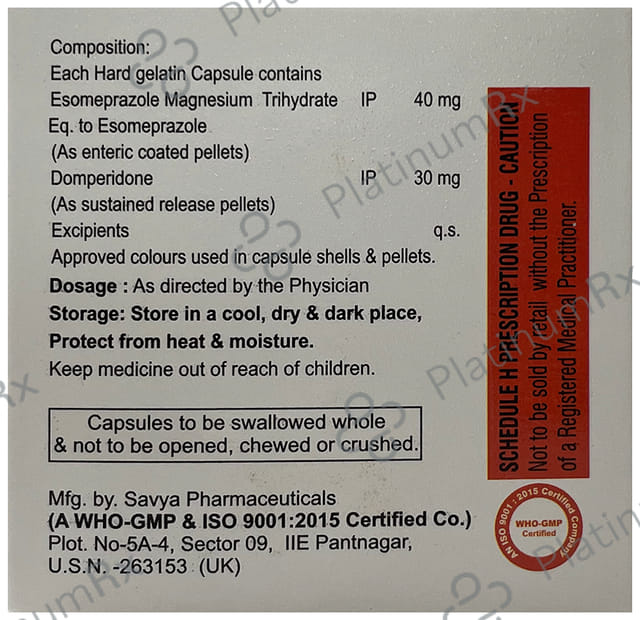 Composition:
Each Hard gelatin Capsule contains
Esomeprazole Magnesium Trihydrate IP 40 mg
Eq. to Esomeprazole
(As enteric coated pellets)
Domperidone IP 30 mg
(As sustained release pellets)
Excipients q.s.
Approved colours used in capsule shells & pellets.
Dosage : As directed by the Physician
Storage: Store in a cool, dry & dark place,
Protect from heat & moisture.
Keep medicine out of reach of children.
Capsules to be swallowed whole
& not to be opened, chewed or crushed.
Mfg. by. Savya Pharmaceuticals
(A WHO-GMP & ISO 9001:2015 Certified Co.)
Plot. No-5A-4, Sector 09, IIE Pantnagar,
U.S.N. -263153 (UK)
SCHEDULE H PRESCRIPTION DRUG - CAUTION
Not to be sold by retail without the Prescription
of a Registered Medical Practitioner.
AN ISO 9001 : 2015 Certified Company
WHO-GMP
Certified
PlatinumRx
PlatinumRx
PlatinumRx